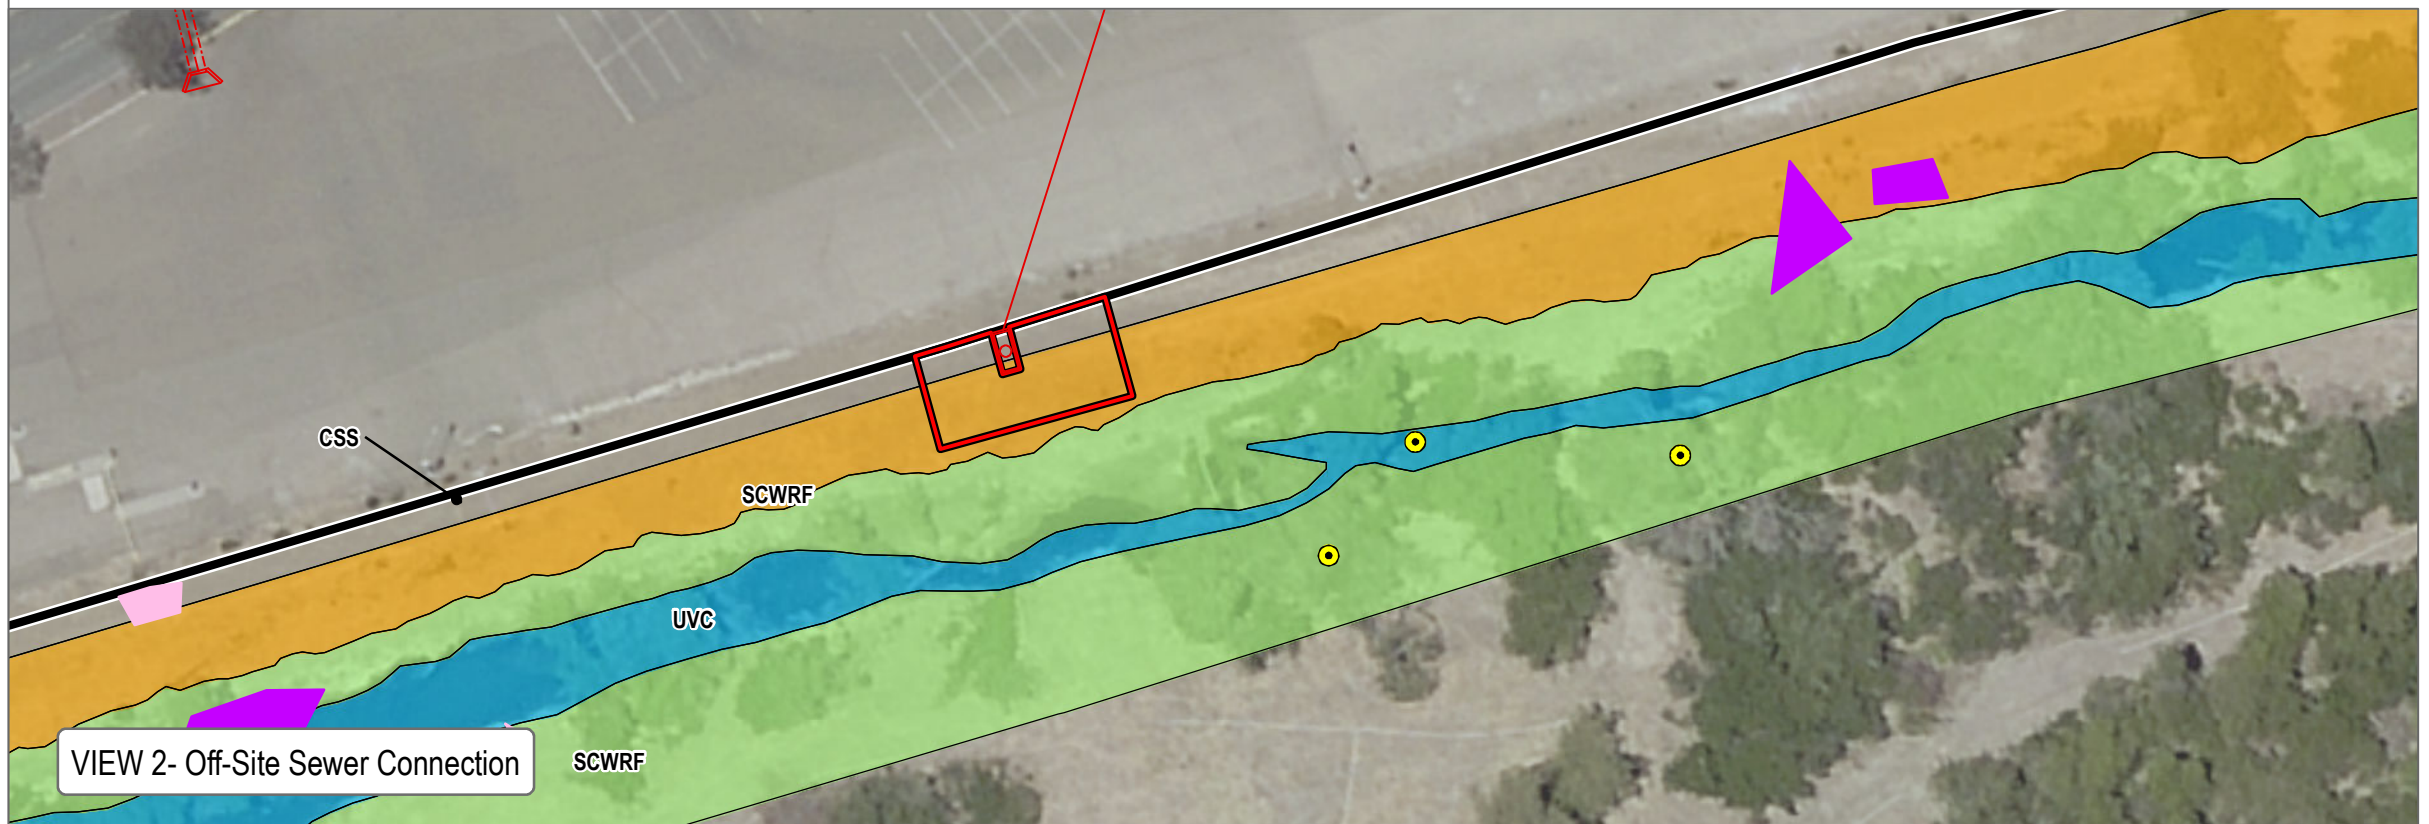 CSS
SCWRF
UVC
SCWRF
VIEW 2- Off-Site Sewer Connection